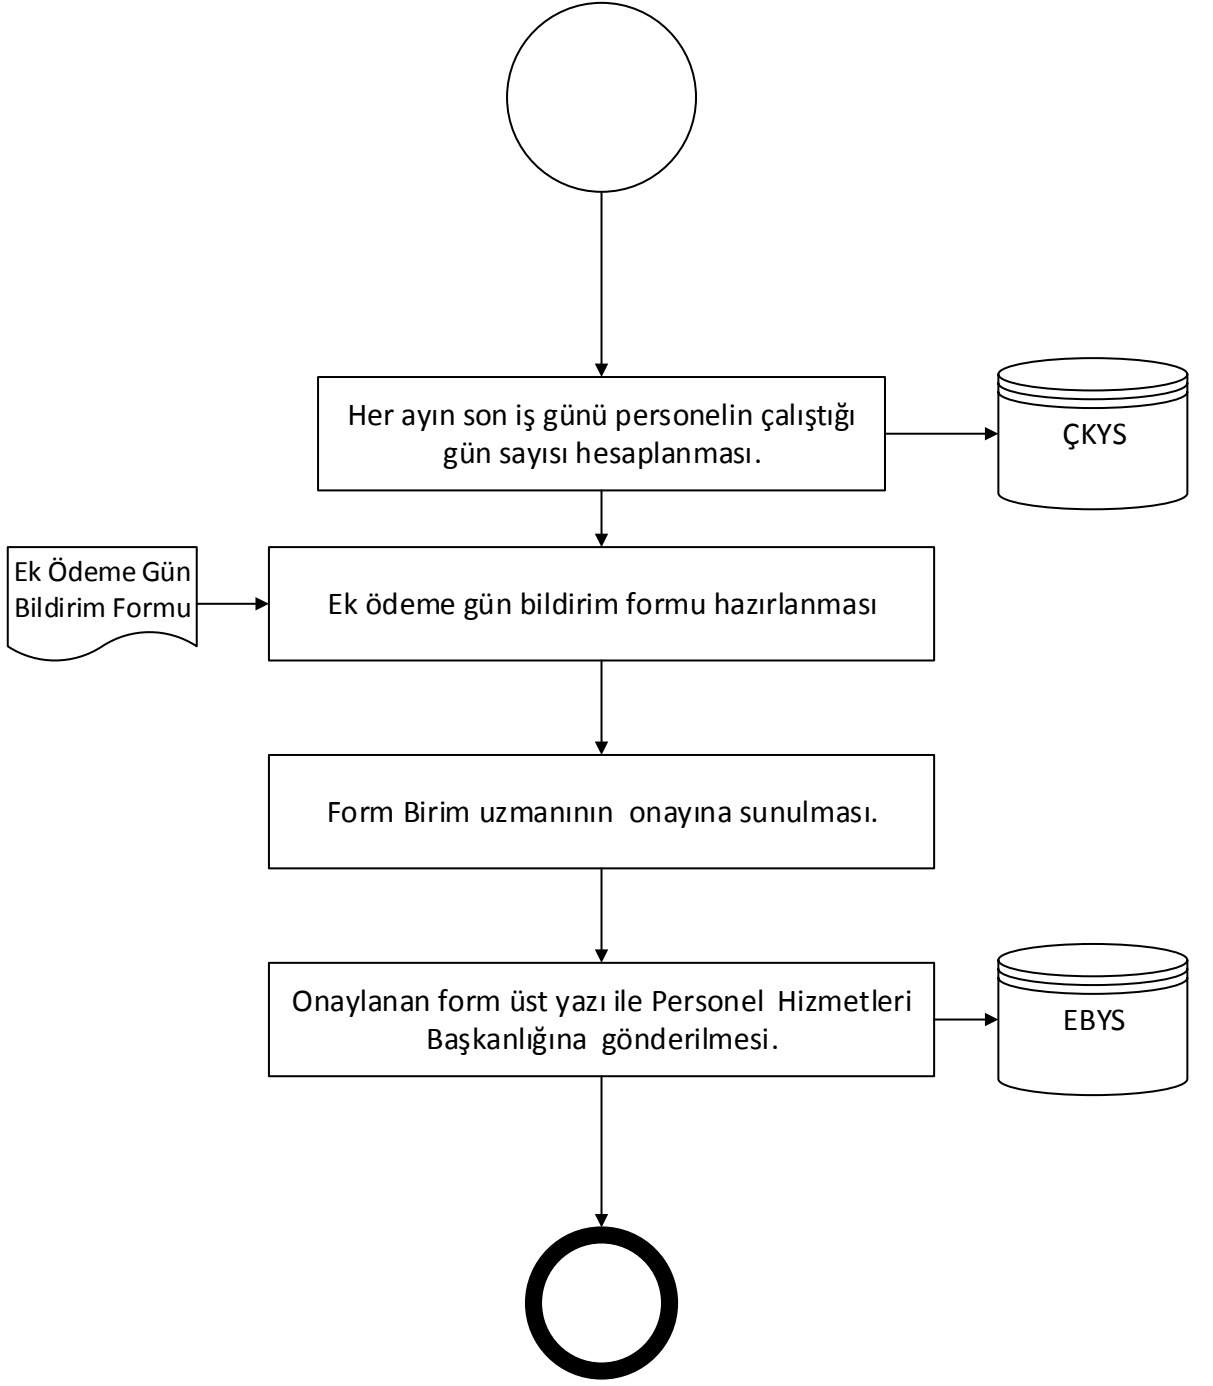 Her ayın son iş günü personelin çalıştığı
gün sayısı hesaplanması.
ÇKYS
Ek Ödeme Gün
Bildirim Formu
Ek ödeme gün bildirim formu hazırlanması
Form Birim uzmanının onayına sunulması.
Onaylanan form üst yazı ile Personel Hizmetleri
Başkanlığına gönderilmesi.
EBYS